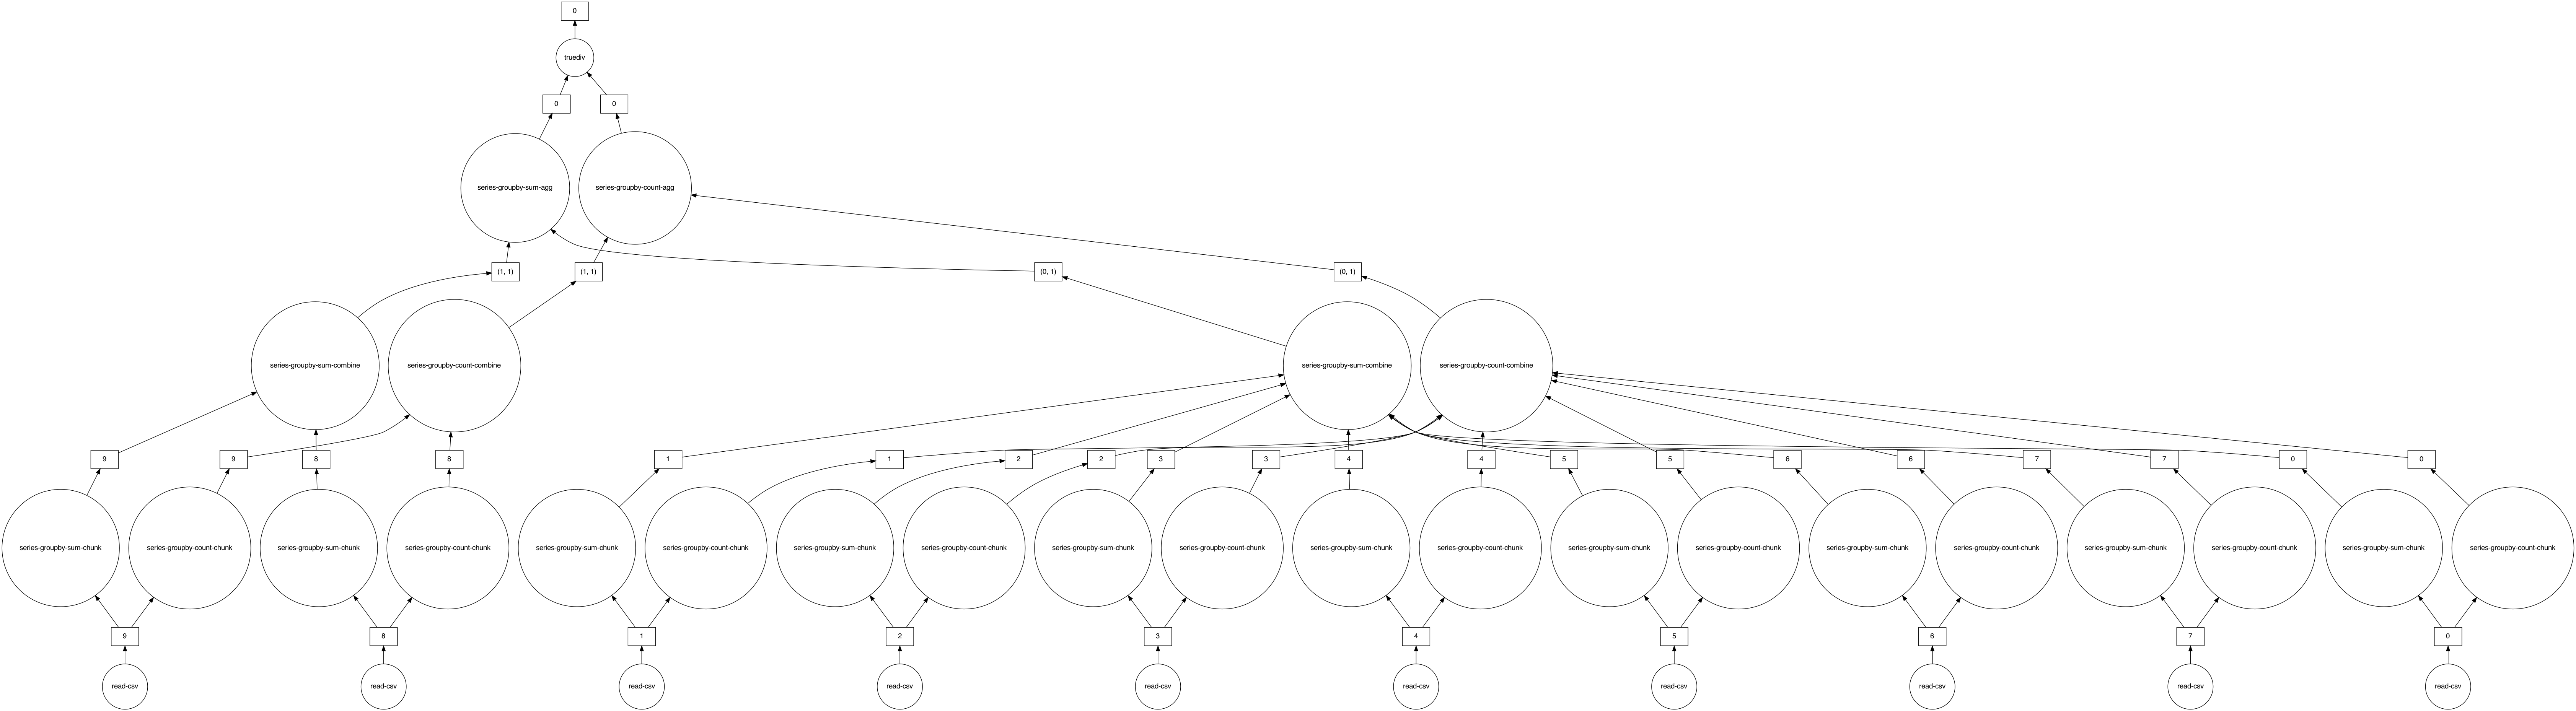 0
truediv
0 0
series-groupby-sum-agg series-groupby-count-agg
(1, 1) (1, 1) (0, 1) (0, 1)
series-groupby-sum-combine series-groupby-count-combine series-groupby-sum-combine series-groupby-count-combine
9 9 8 8 1 1 2 2 3 3 4 4 5 5 6 6 7 7 0 0
series-groupby-sum-chunk series-groupby-count-chunk series-groupby-sum-chunk series-groupby-count-chunk series-groupby-sum-chunk series-groupby-count-chunk series-groupby-sum-chunk series-groupby-count-chunk series-groupby-sum-chunk series-groupby-count-chunk series-groupby-sum-chunk series-groupby-count-chunk series-groupby-sum-chunk series-groupby-count-chunk series-groupby-sum-chunk series-groupby-count-chunk series-groupby-sum-chunk series-groupby-count-chunk series-groupby-sum-chunk series-groupby-count-chunk
9 8 1 2 3 4 5 6 7 0
read-csv read-csv read-csv read-csv read-csv read-csv read-csv read-csv read-csv read-csv